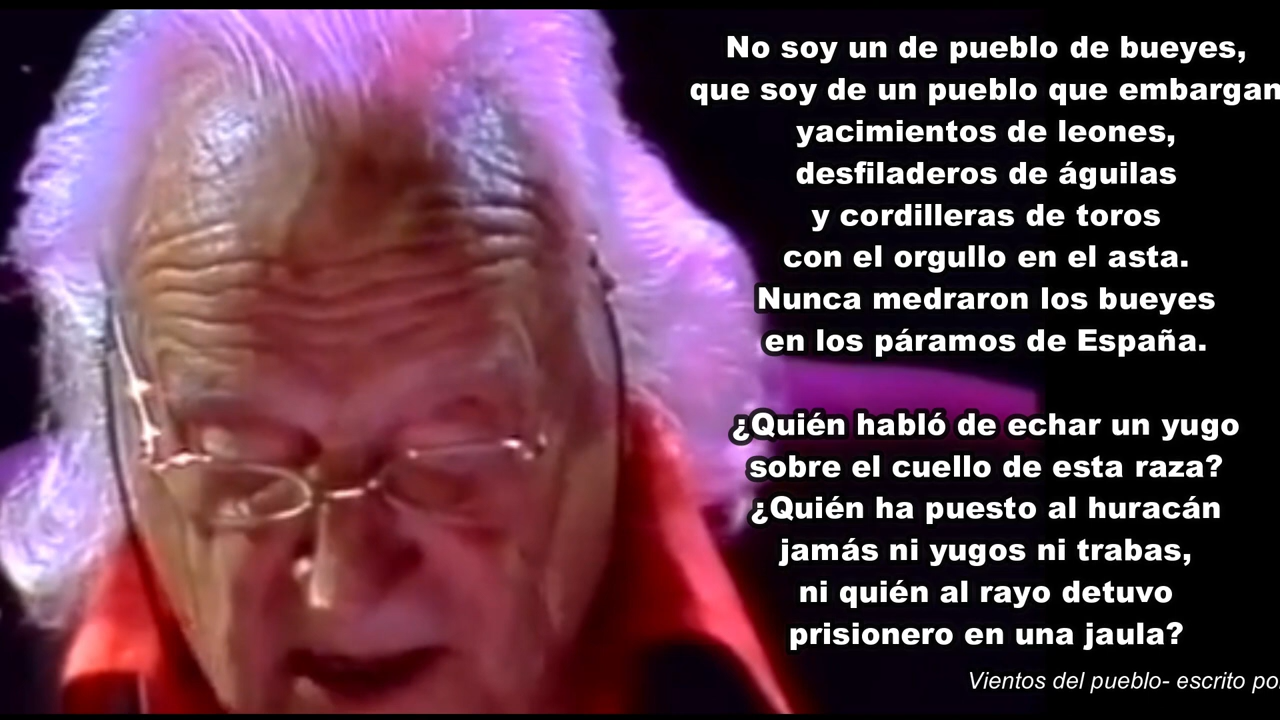 No soy un de pueblo de bueyes,
que soy de un pueblo que embargan
yacimientos de leones,
desfiladeros de águilas
y cordilleras de toros
con el orgullo en el asta.
Nunca medraron los bueyes
en los páramos de España.
¿Quién habló de echar un yugo
sobre el cuello de esta raza?
¿Quién ha puesto al huracán
jamás ni yugos ni trabas,
ni quién al rayo detuvo
prisionero en una jaula?
Vientos del pueblo- escrito po